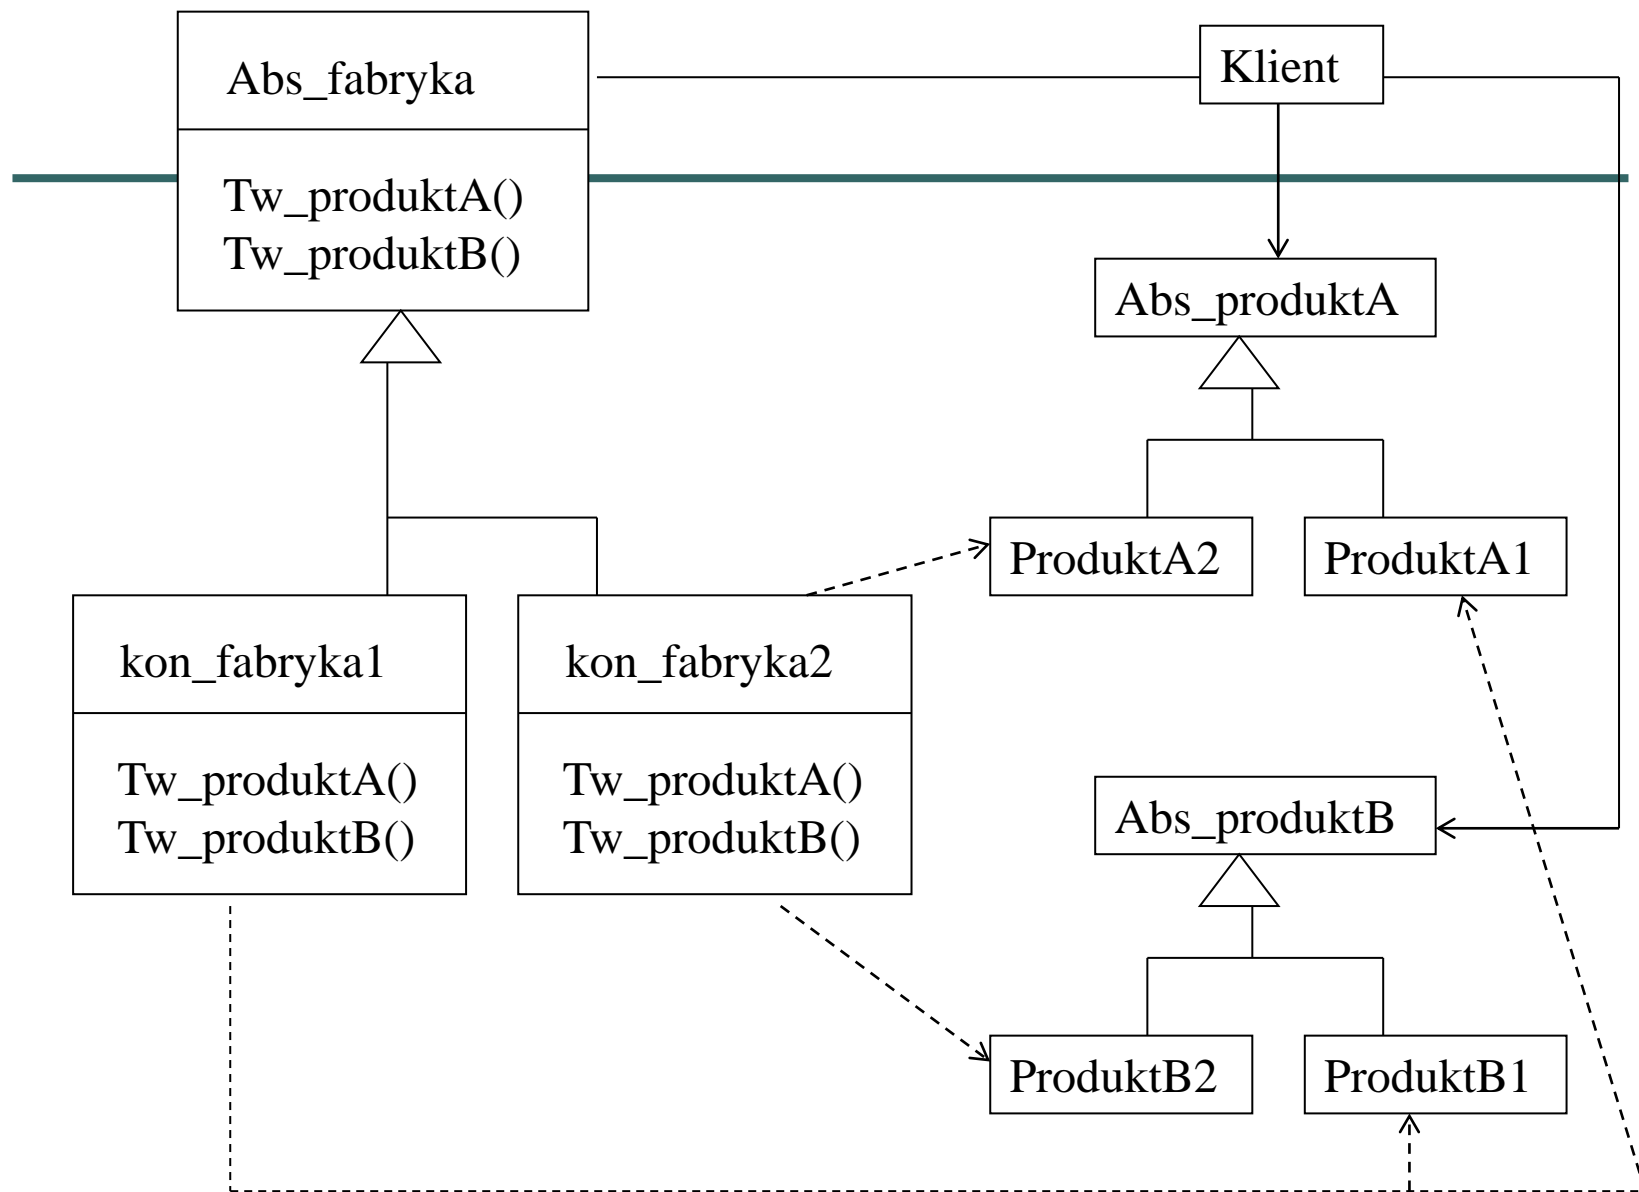 Abs_fabryka
Klient
Tw_produktA()
Tw_produktB()
Abs_produktA
ProduktA2
ProduktA1
kon_fabryka1
kon_fabryka2
Tw_produktA()
Tw_produktB()
Tw_produktA()
Tw_produktB()
Abs_produktB
ProduktB2
ProduktB1